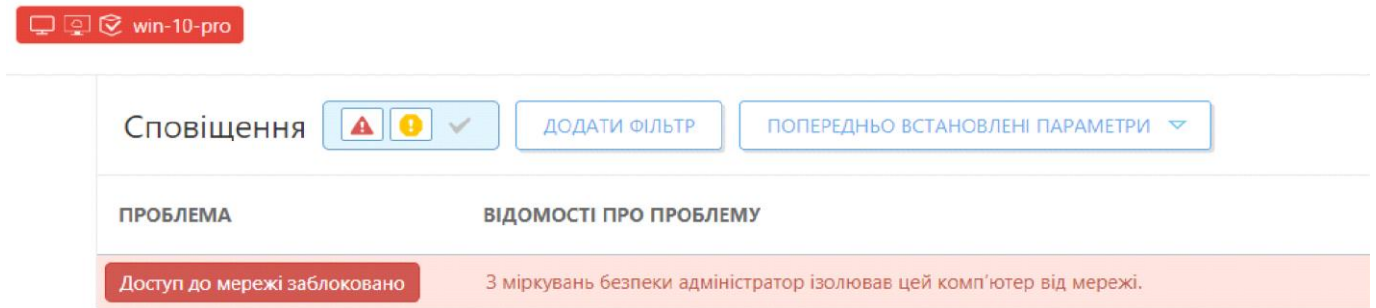 win-10-pro
Сповіщення ДОДАТИ ФІЛЬТР ПОПЕРЕДНЬО ВСТАНОВЛЕНІ ПАРАМЕТРИ
ПРОБЛЕМА ВІДОМОСТІ ПРО ПРОБЛЕМУ
Доступ до мережі заблоковано З міркувань безпеки адміністратор ізолював цей комп'ютер від мережі.